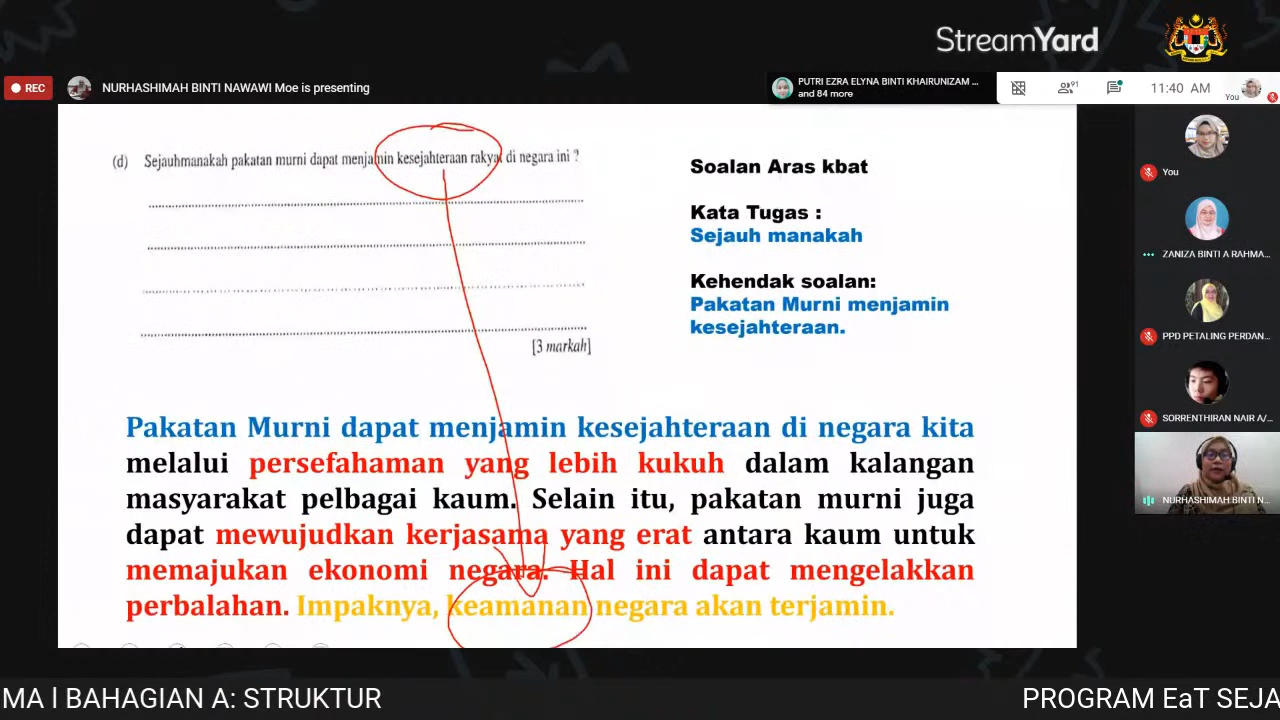 StreamYard
REC
NURHASHIMAH BINTI NAWAWI Moe is presenting
PUTRI EZRA ELYNA BINTI KHAIRUNIZAM ...
and 84 more
91
11:40 AM
You
(d) Sejauhmanakah pakatan murni dapat menjamin kesejahteraan rakyat di negara ini ?
[3 markah]
Soalan Aras kbat
Kata Tugas :
Sejauh manakah
Kehendak soalan:
Pakatan Murni menjamin
kesejahteraan.
Pakatan Murni dapat menjamin kesejahteraan di negara kita
melalui persefahaman yang lebih kukuh dalam kalangan
masyarakat pelbagai kaum. Selain itu, pakatan murni juga
dapat mewujudkan kerjasama yang erat antara kaum untuk
memajukan ekonomi negara. Hal ini dapat mengelakkan
perbalahan. Impaknya, keamanan negara akan terjamin.
You
ZANIZA BINTI A RAHMA...
PPD PETALING PERDAN...
SORRENTHIRAN NAIR A/...
NURHASHIMAH BINTI N...
MA l BAHAGIAN A: STRUKTUR
PROGRAM EaT SEJA